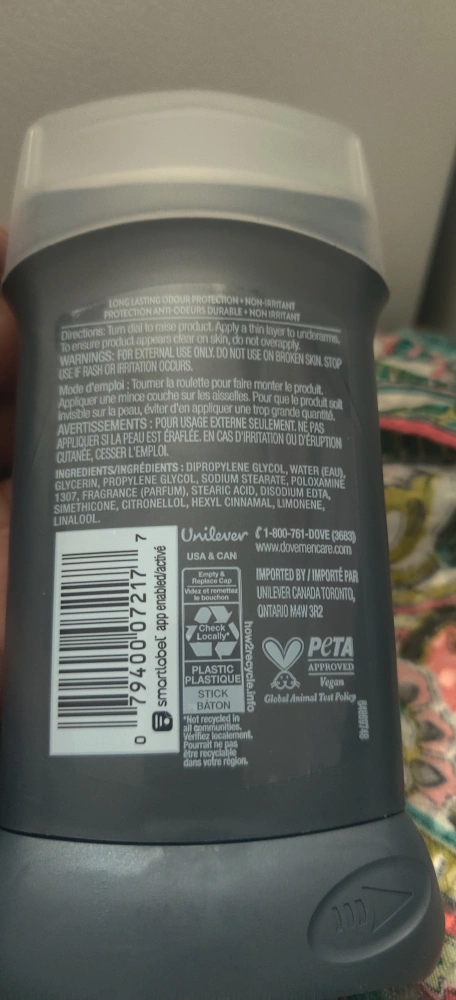 LONG LASTING ODOUR PROTECTION • NON-IRRITANT
PROTECTION ANTI-ODEURS DURABLE • NON IRRITANT
Directions: Turn dial to raise product. Apply a thin layer to underarms.
To ensure product appears clear on skin, do not overapply.
WARNINGS: FOR EXTERNAL USE ONLY. DO NOT USE ON BROKEN SKIN. STOP
USE IF RASH OR IRRITATION OCCURS.
Mode d'emploi : Tourner la roulette pour faire monter le produit.
Appliquer une mince couche sur les aisselles. Pour que le produit soit
invisible sur la peau, éviter d'en appliquer une trop grande quantité.
AVERTISSEMENTS : POUR USAGE EXTERNE SEULEMENT. NE PAS
APPLIQUER SI LA PEAU EST ÉRAFLÉE. EN CAS D'IRRITATION OU D'ÉRUPTION
CUTANÉE, CESSER L'EMPLOI.
INGREDIENTS/INGRÉDIENTS : DIPROPYLENE GLYCOL, WATER (EAU),
GLYCERIN, PROPYLENE GLYCOL, SODIUM STEARATE, POLOXAMINE
1307, FRAGRANCE (PARFUM), STEARIC ACID, DISODIUM EDTA,
SIMETHICONE, CITRONELLOL, HEXYL CINNAMAL, LIMONENE,
LINALOOL.
0 79400 07217 7
smartlabel app enabled/activé
Unilever
USA & CAN
Empty &
Replace Cap
Videz et remettez
le bouchon
Check
Locally*
PLASTIC
PLASTIQUE
STICK
BÂTON
*Not recycled in
all communities.
Vérifiez localement.
Pourrait ne pas
être recyclable
dans votre région.
how2recycle.info
1-800-761-DOVE (3683)
www.dovemencare.com
IMPORTED BY / IMPORTÉ PAR
UNILEVER CANADA TORONTO,
ONTARIO M4W 3R2
PETA
APPROVED
Vegan
Global Animal Test Policy